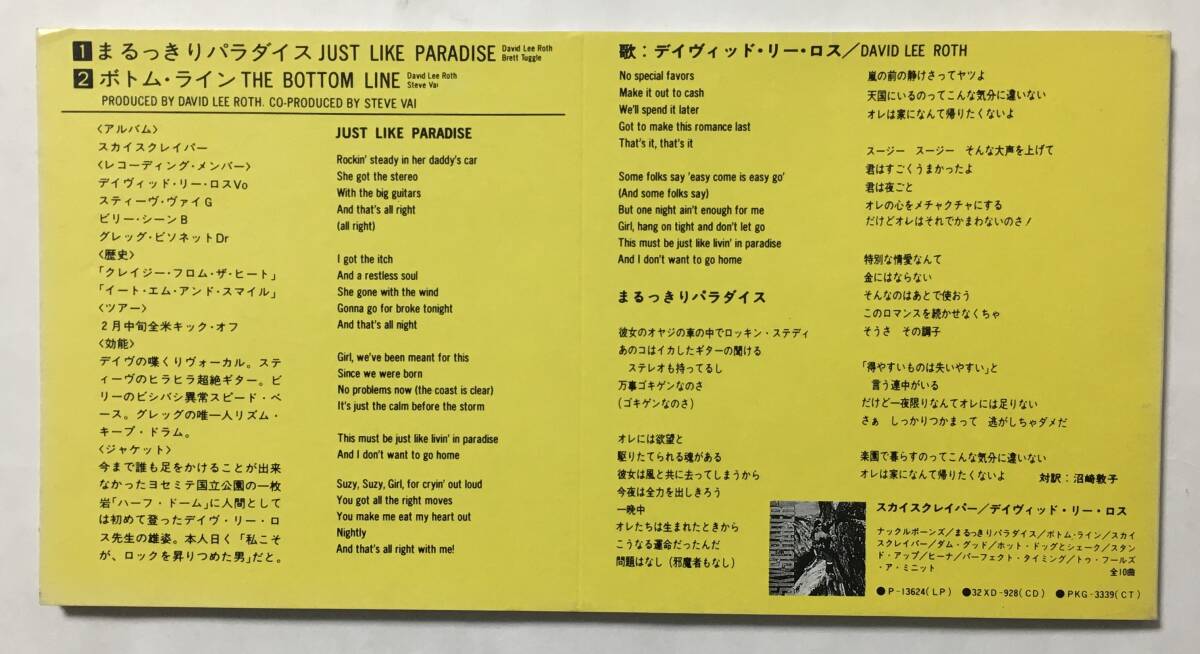 1 まるっきりパラダイス JUST LIKE PARADISE David Lee Roth Brett Tuggle
2 ボトム・ライン THE BOTTOM LINE David Lee Roth Steve Vai
PRODUCED BY DAVID LEE ROTH. CO-PRODUCED BY STEVE VAI
〈アルバム〉
スカイスクレイパー
〈レコーディング・メンバー〉
デイヴィッド・リー・ロスVo
スティーヴ・ヴァイG
ビリー・シーンB
グレッグ・ビソネットDr
〈歴史〉
「クレイジー・フロム・ザ・ヒート」
「イート・エム・アンド・スマイル」
〈ツアー〉
2月中旬全米キック・オフ
〈効能〉
デイヴの喋くりヴォーカル。ステ
ィーヴのヒラヒラ超絶ギター。ビ
リーのビシバシ異常スピード・ベ
ース。グレッグの唯一人リズム・
キープ・ドラム。
〈ジャケット〉
今まで誰も足をかけることが出来
なかったヨセミテ国立公園の一枚
岩「ハーフ・ドーム」に人間として
は初めて登ったデイヴ・リー・ロ
ス先生の雄姿。本人曰く「私こそ
が、ロックを昇りつめた男」だと。
JUST LIKE PARADISE
Rockin' steady in her daddy's car
She got the stereo
With the big guitars
And that's all right
(all right)
I got the itch
And a restless soul
She gone with the wind
Gonna go for broke tonight
And that's all night
Girl, we've been meant for this
Since we were born
No problems now (the coast is clear)
It's just the calm before the storm
This must be just like livin' in paradise
And I don't want to go home
Suzy, Suzy, Girl, for cryin' out loud
You got all the right moves
You make me eat my heart out
Nightly
And that's all right with me!
歌：デイヴィッド・リー・ロス／DAVID LEE ROTH
No special favors
Make it out to cash
We'll spend it later
Got to make this romance last
That's it, that's it
Some folks say 'easy come is easy go'
(And some folks say)
But one night ain't enough for me
Girl, hang on tight and don't let go
This must be just like livin' in paradise
And I don't want to go home
まるっきりパラダイス
彼女のオヤジの車の中でロッキン・ステディ
あのコはイカしたギターの聞ける
ステレオも持ってるし
万事ゴキゲンなのさ
(ゴキゲンなのさ)
オレには欲望と
駆りたてられる魂がある
彼女は風と共に去ってしまうから
今夜は全力を出しきろう
一晩中
オレたちは生まれたときから
こうなる運命だったんだ
問題はなし (邪魔者もなし)
嵐の前の静けさってヤツよ
天国にいるのってこんな気分に違いない
オレは家になんて帰りたくないよ
スージー スージー そんな大声を上げて
君はすごくうまかったよ
君は夜ごと
オレの心をメチャクチャにする
だけどオレはそれでかまわないのさ！
特別な情愛なんて
金にはならない
そんなのはあとで使おう
このロマンスを続かせなくちゃ
そうさ その調子
「得やすいものは失いやすい」と
言う連中がいる
だけど一夜限りなんてオレには足りない
さぁ しっかりつかまって 逃がしちゃダメだ
楽園で暮らすのってこんな気分に違いない
オレは家になんて帰りたくないよ 対訳：沼崎敦子
SKYSCRAPER
スカイスクレイパー／デイヴィッド・リー・ロス
ナックルボーンズ／まるっきりパラダイス／ボトム・ライン／スカイ
スクレイパー／ダム・グッド／ホット・ドッグとシェーク／スタン
ド・アップ／ヒーナ／パーフェクト・タイミング／トゥ・フールズ
・ア・ミニット
全10曲
●P-13624(LP) ●32XD-928(CD) ●PKG-3339(CT)